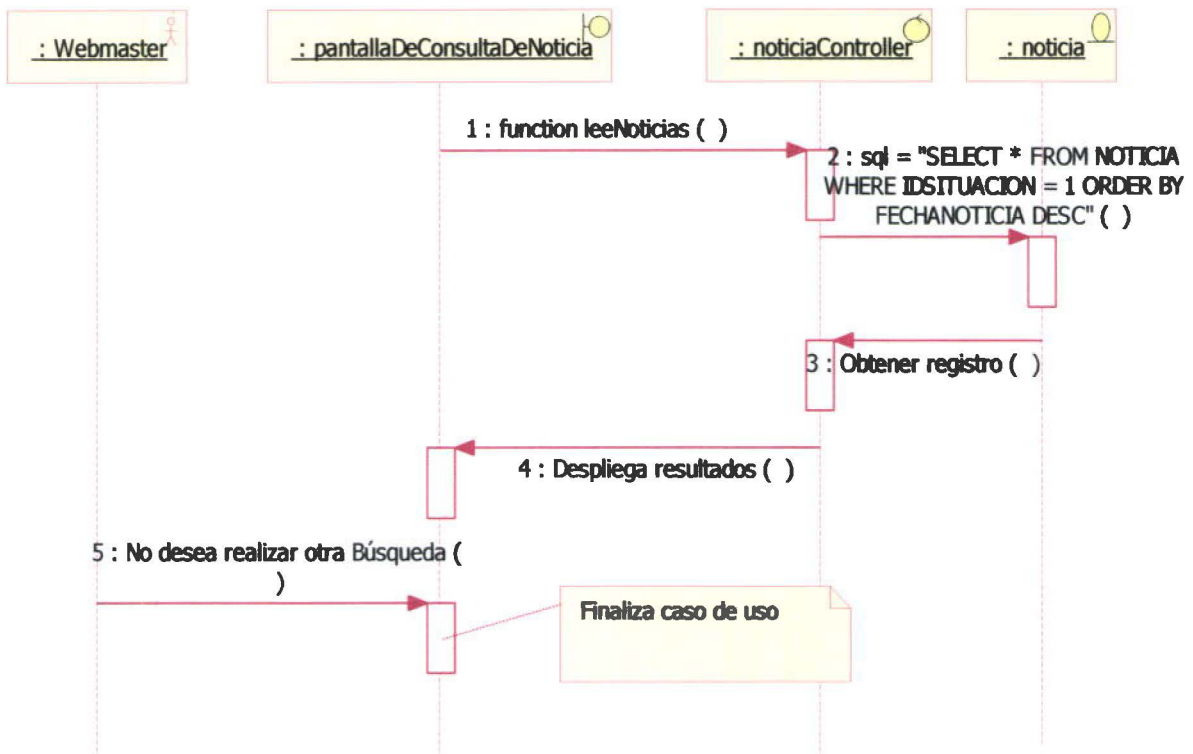 : Webmaster
: pantallaDeConsultaDeNoticia
: noticiaController
: noticia
1 : function leeNoticias ( )
2 : sql = "SELECT * FROM NOTICIA
WHERE IDSITUACION = 1 ORDER BY
FECHANOTICIA DESC" ( )
3 : Obtener registro ( )
4 : Despliega resultados ( )
5 : No desea realizar otra Búsqueda (
)
Finaliza caso de uso